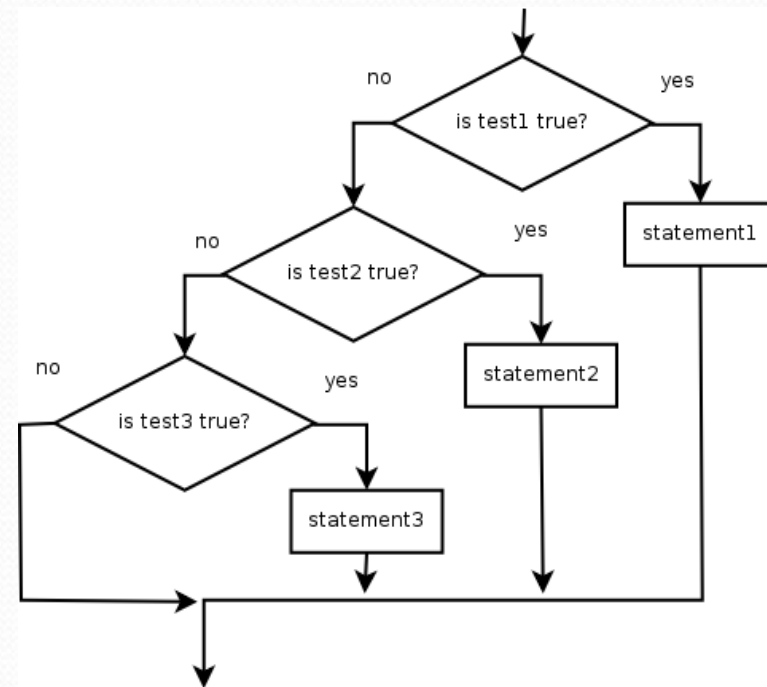 no
yes
is test1 true?
no
yes
statement1
is test2 true?
no
yes
statement2
is test3 true?
statement3